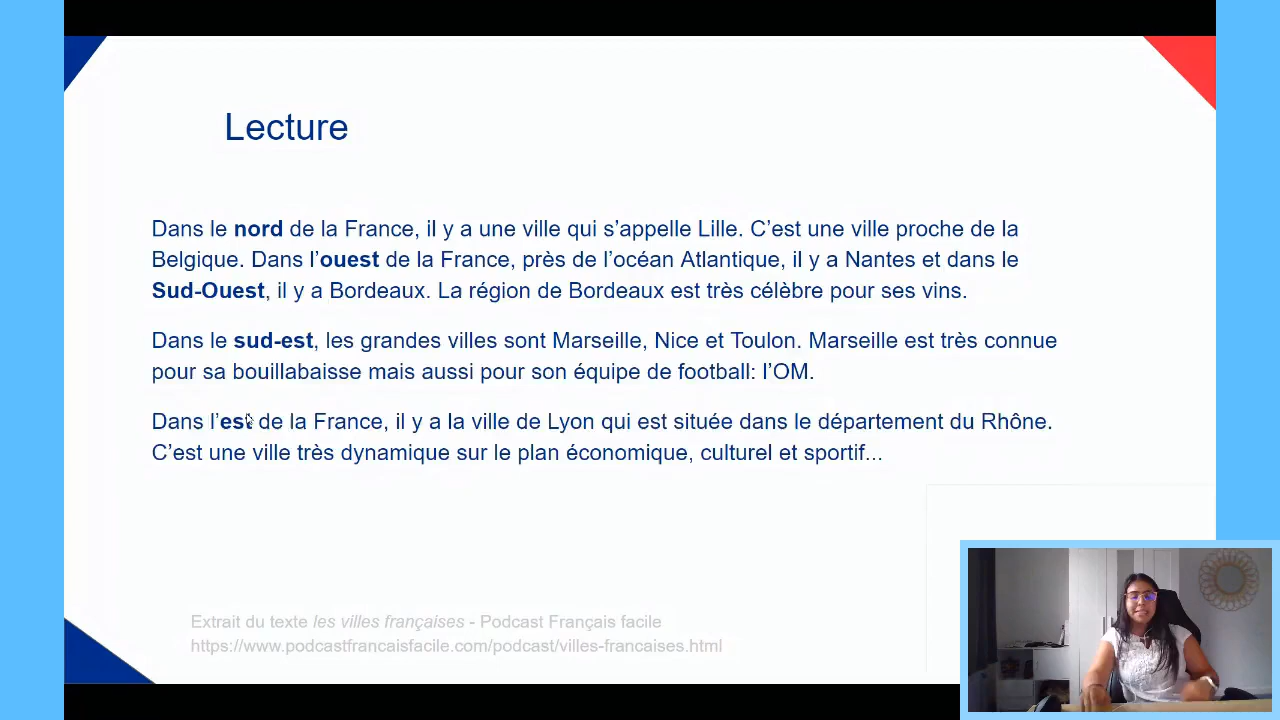 Lecture
Dans le nord de la France, il y a une ville qui s’appelle Lille. C’est une ville proche de la
Belgique. Dans l’ouest de la France, près de l’océan Atlantique, il y a Nantes et dans le
Sud-Ouest, il y a Bordeaux. La région de Bordeaux est très célèbre pour ses vins.
Dans le sud-est, les grandes villes sont Marseille, Nice et Toulon. Marseille est très connue
pour sa bouillabaisse mais aussi pour son équipe de football: l’OM.
Dans l’est de la France, il y a la ville de Lyon qui est située dans le département du Rhône.
C’est une ville très dynamique sur le plan économique, culturel et sportif...
Extrait du texte les villes françaises - Podcast Français facile
https://www.podcastfrancaisfacile.com/podcast/villes-francaises.html